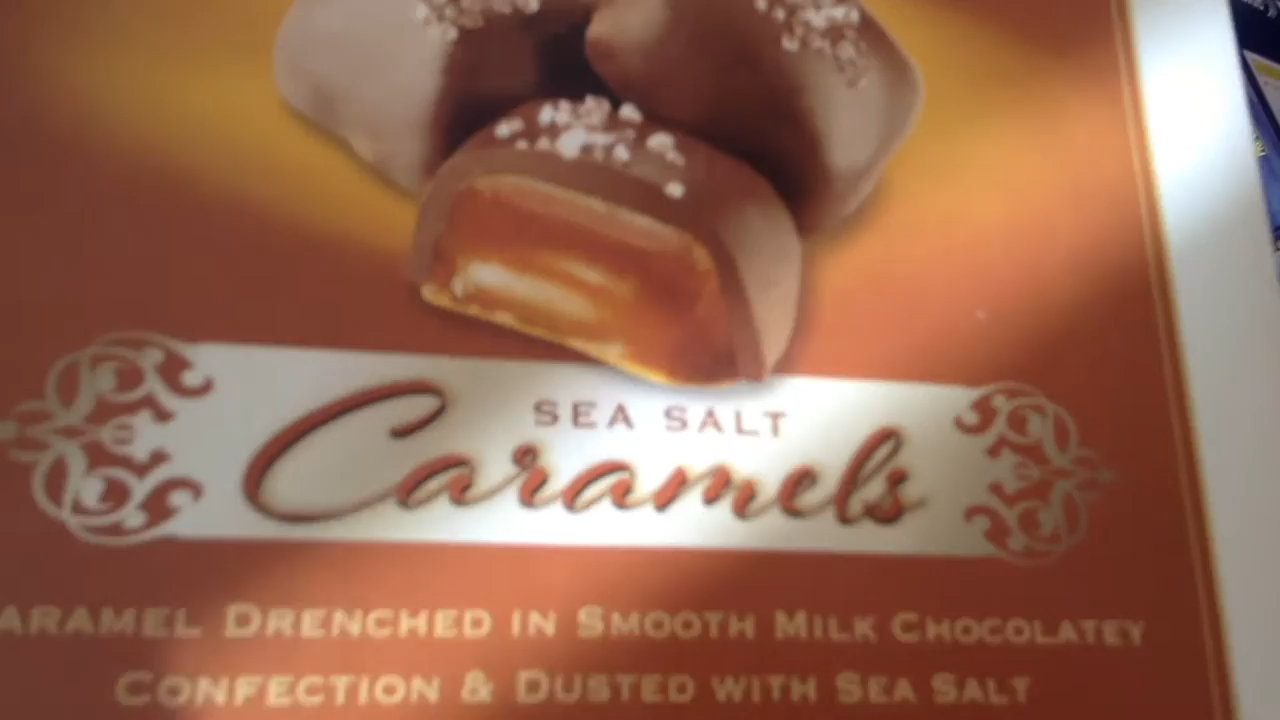 SEA SALT
Caramels
ARAMEL DRENCHED IN SMOOTH MILK CHOCOLATEY
CONFECTION & DUSTED WITH SEA SALT